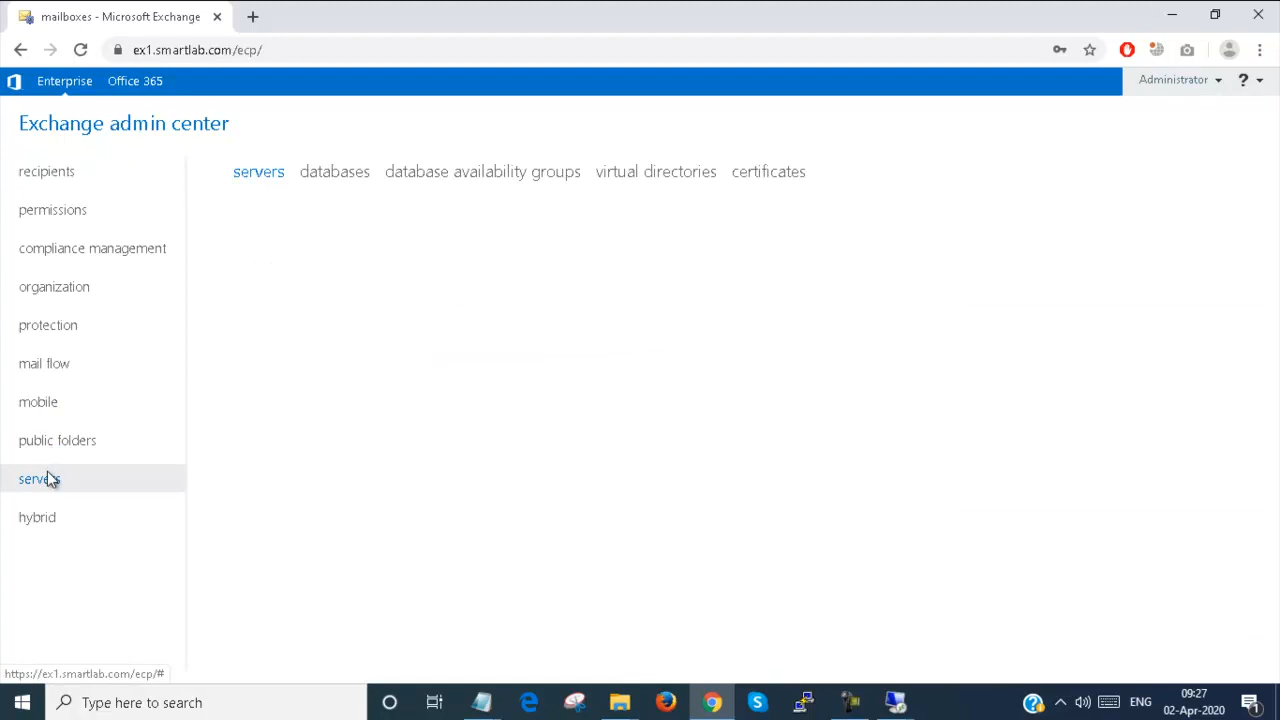 mailboxes - Microsoft Exchange
ex1.smartlab.com/ecp/
Enterprise Office 365
Administrator
?
Exchange admin center
recipients
permissions
compliance management
organization
protection
mail flow
mobile
public folders
servers
hybrid
servers databases database availability groups virtual directories certificates
https://ex1.smartlab.com/ecp/#
Type here to search
ENG
09:27
02-Apr-2020
1